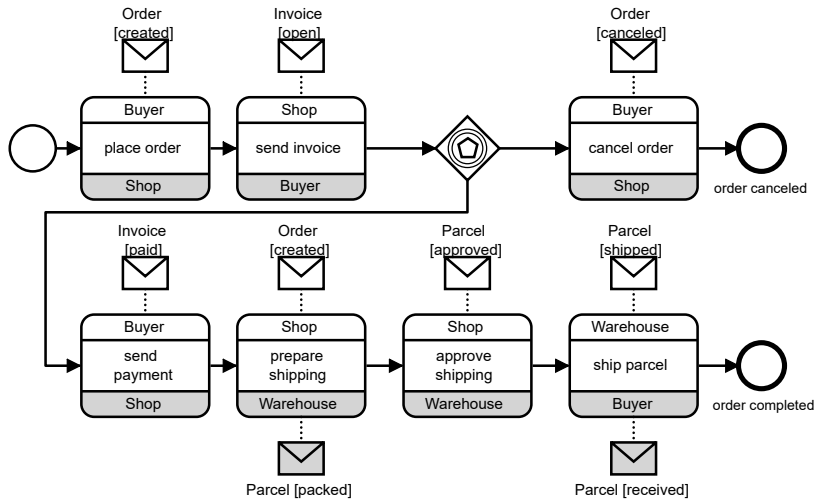 Order
[created]
Invoice
[open]
Order
[canceled]
Buyer
place order
Shop
Shop
send invoice
Buyer
Buyer
cancel order
Shop
order canceled
Invoice
[paid]
Order
[created]
Parcel
[approved]
Parcel
[shipped]
Buyer
send
payment
Shop
Shop
prepare
shipping
Warehouse
Shop
approve
shipping
Warehouse
Warehouse
ship parcel
Buyer
order completed
Parcel [packed]
Parcel [received]